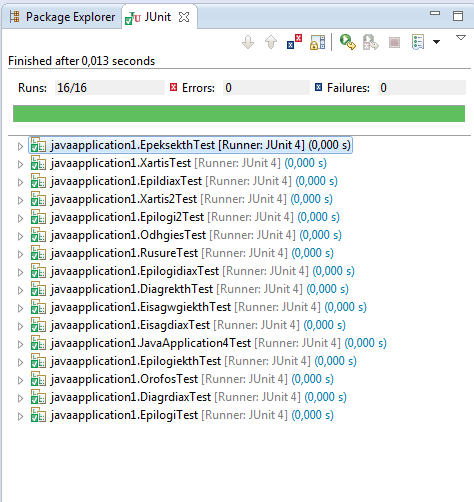 Package Explorer JUnit
Finished after 0,013 seconds
Runs: 16/16 Errors: 0 Failures: 0
javaapplication1.EpeksekthTest [Runner: JUnit 4] (0,000 s)
javaapplication1.XartisTest [Runner: JUnit 4] (0,000 s)
javaapplication1.EpildiaxTest [Runner: JUnit 4] (0,000 s)
javaapplication1.Xartis2Test [Runner: JUnit 4] (0,000 s)
javaapplication1.Epilogi2Test [Runner: JUnit 4] (0,000 s)
javaapplication1.OdhgiesTest [Runner: JUnit 4] (0,000 s)
javaapplication1.RusureTest [Runner: JUnit 4] (0,000 s)
javaapplication1.EpilogidiaxTest [Runner: JUnit 4] (0,000 s)
javaapplication1.DiagrekthTest [Runner: JUnit 4] (0,000 s)
javaapplication1.EisagwgiekthTest [Runner: JUnit 4] (0,000 s)
javaapplication1.EisagdiaxTest [Runner: JUnit 4] (0,000 s)
javaapplication1.JavaApplication4Test [Runner: JUnit 4] (0,000 s)
javaapplication1.EpilogiekthTest [Runner: JUnit 4] (0,000 s)
javaapplication1.OrofosTest [Runner: JUnit 4] (0,000 s)
javaapplication1.DiagrdiaxTest [Runner: JUnit 4] (0,000 s)
javaapplication1.EpilogiTest [Runner: JUnit 4] (0,000 s)